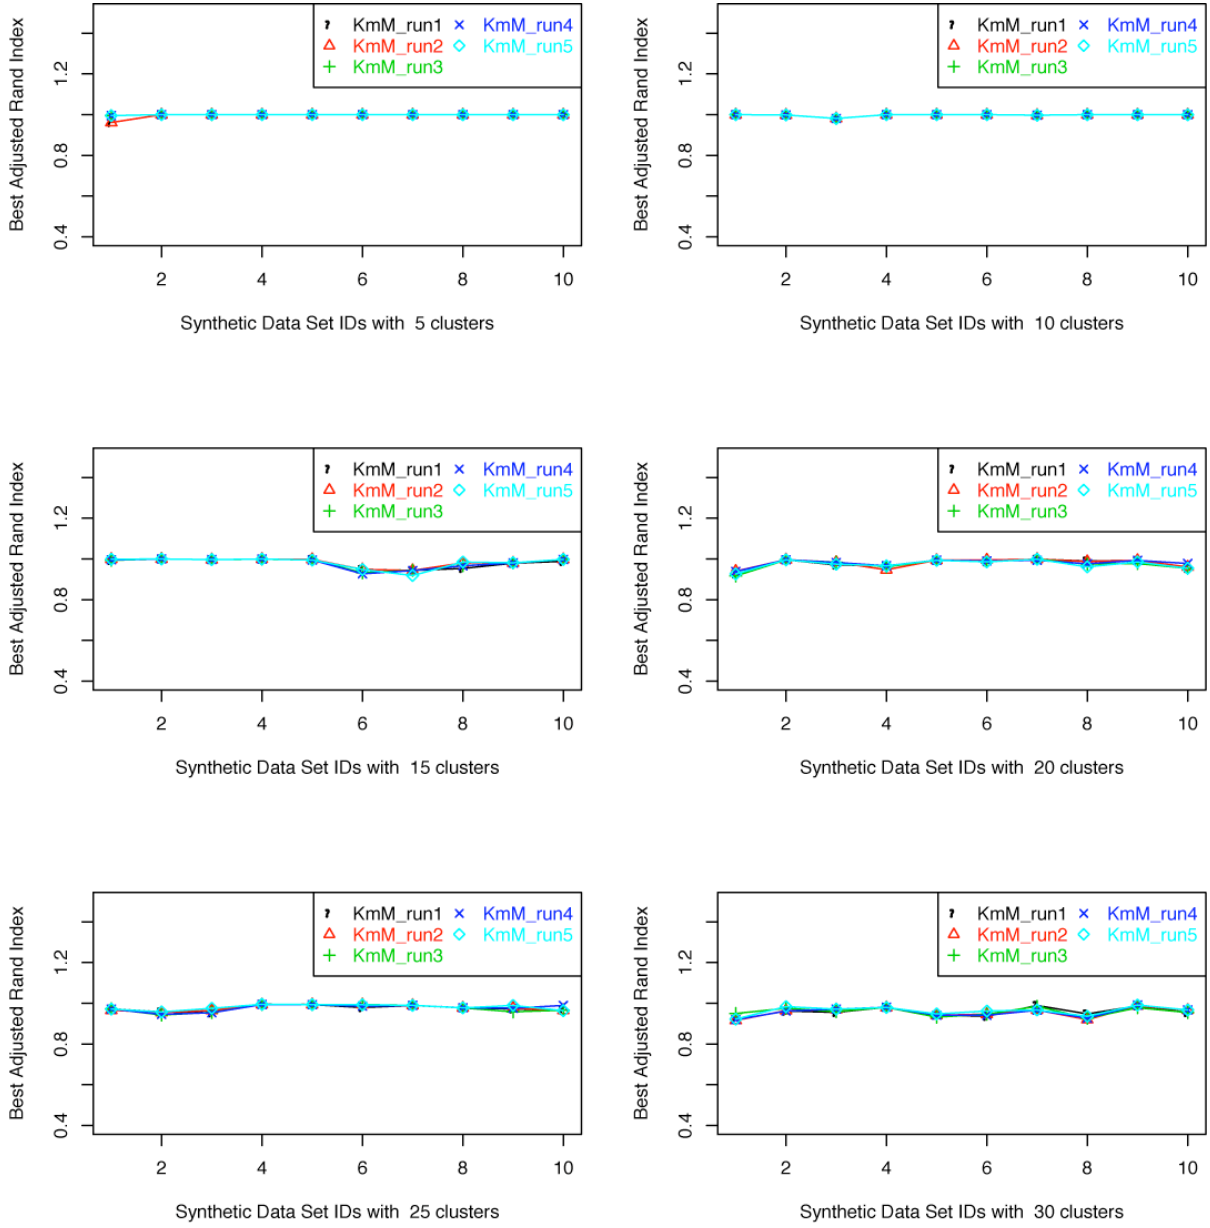 KmM_run1 KmM_run4
KmM_run2 KmM_run5
KmM_run3
Best Adjusted Rand Index
0.4 0.8 1.2
2 4 6 8 10
Synthetic Data Set IDs with 5 clusters
KmM_run1 KmM_run4
KmM_run2 KmM_run5
KmM_run3
Best Adjusted Rand Index
0.4 0.8 1.2
2 4 6 8 10
Synthetic Data Set IDs with 10 clusters
KmM_run1 KmM_run4
KmM_run2 KmM_run5
KmM_run3
Best Adjusted Rand Index
0.4 0.8 1.2
2 4 6 8 10
Synthetic Data Set IDs with 15 clusters
KmM_run1 KmM_run4
KmM_run2 KmM_run5
KmM_run3
Best Adjusted Rand Index
0.4 0.8 1.2
2 4 6 8 10
Synthetic Data Set IDs with 20 clusters
KmM_run1 KmM_run4
KmM_run2 KmM_run5
KmM_run3
Best Adjusted Rand Index
0.4 0.8 1.2
2 4 6 8 10
Synthetic Data Set IDs with 25 clusters
KmM_run1 KmM_run4
KmM_run2 KmM_run5
KmM_run3
Best Adjusted Rand Index
0.4 0.8 1.2
2 4 6 8 10
Synthetic Data Set IDs with 30 clusters